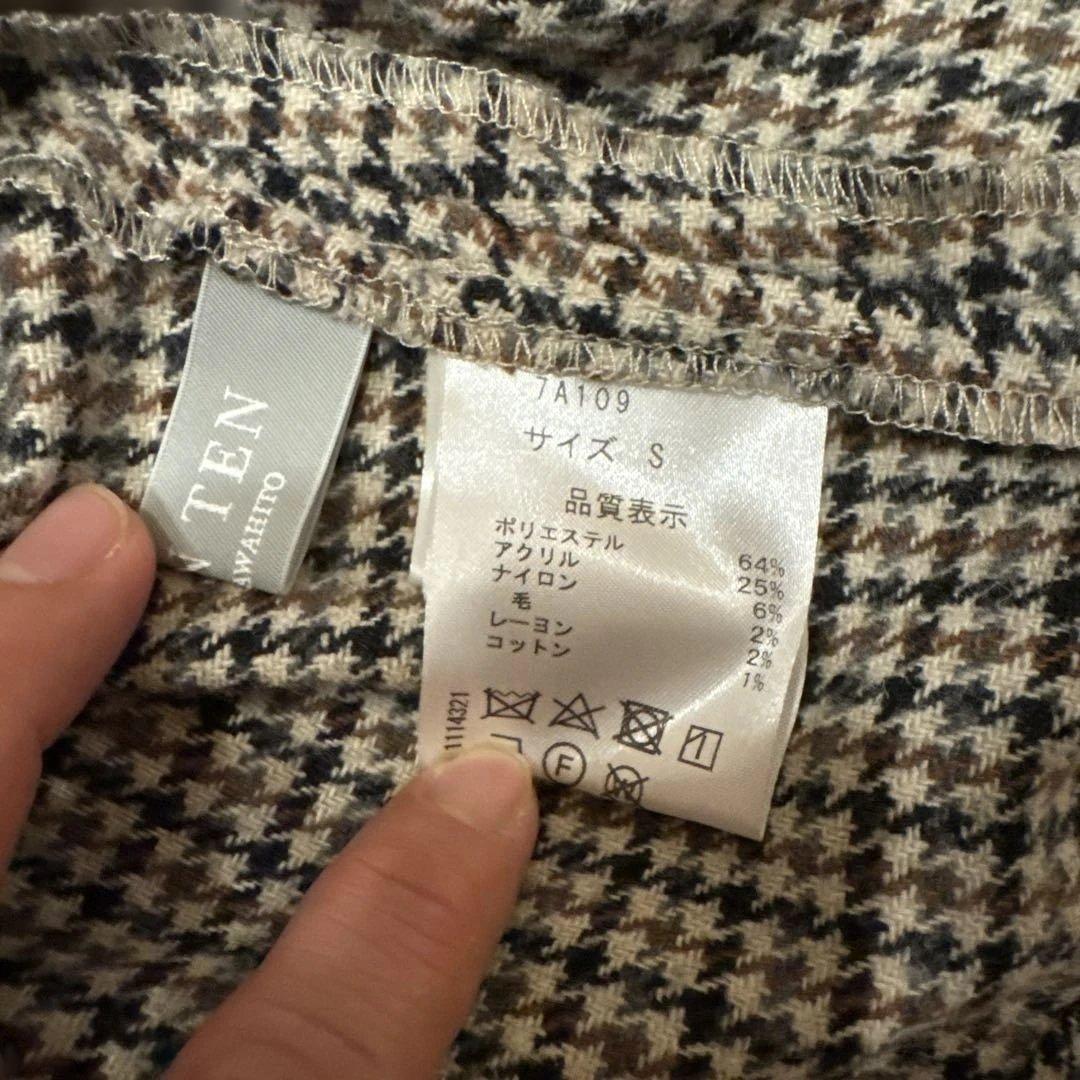 TEN
AWAHITO
7A109
サイズ S
品質表示
ポリエステル 64%
アクリル 25%
ナイロン 6%
毛 2%
レーヨン 2%
コットン 1%
1114321
F